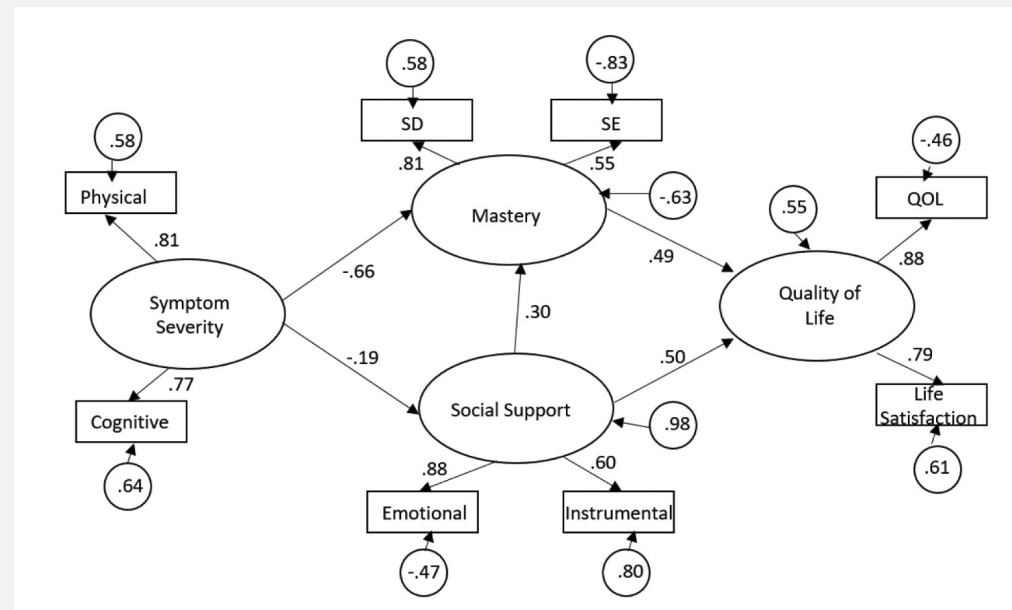 .58
-.83
SD
SE
.58
-.46
.81
.55
Physical
QOL
Mastery
-.63
.55
.81
.88
-.66
.49
Quality of
Life
Symptom
Severity
.30
-.19
.50
.79
.77
Life
Satisfaction
Social Support
Cognitive
.98
.88
.60
.61
.64
Emotional
Instrumental
-.47
.80